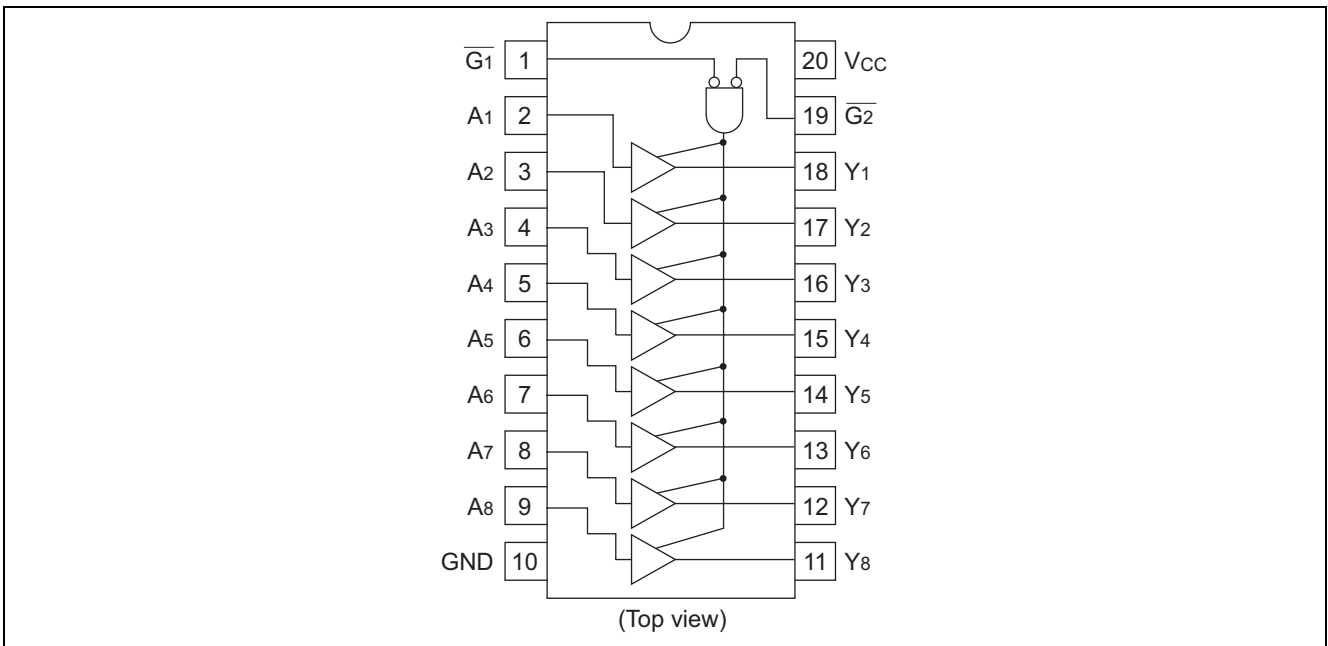 G1 1 20 VCC
A1 2 19 G2
A2 3 18 Y1
A3 4 17 Y2
A4 5 16 Y3
A5 6 15 Y4
A6 7 14 Y5
A7 8 13 Y6
A8 9 12 Y7
GND 10 11 Y8
(Top view)